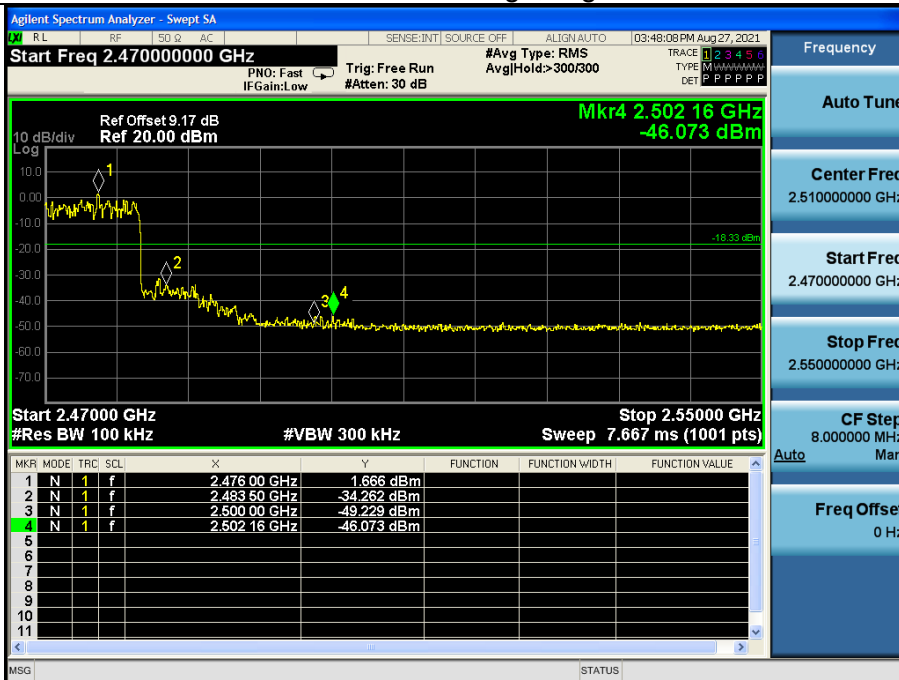 Agilent Spectrum Analyzer - Swept SA
LXI RL RF 50 Ω AC SENSE:INT SOURCE OFF ALIGN AUTO 03:48:08 PM Aug 27, 2021
Start Freq 2.470000000 GHz
PNO: Fast
IFGain:Low
Trig: Free Run
#Atten: 30 dB
#Avg Type: RMS
Avg|Hold:>300/300
TRACE 1 2 3 4 5 6
TYPE M W W W W W
DET P P P P P P
Mkr4 2.502 16 GHz
-46.073 dBm
Ref Offset 9.17 dB
10 dB/div Ref 20.00 dBm
Log
10.0
0.00
-10.0
-20.0
-30.0
-40.0
-50.0
-60.0
-70.0
1
2
3
4
-18.33 dBm
Start 2.47000 GHz Stop 2.55000 GHz
#Res BW 100 kHz #VBW 300 kHz Sweep 7.667 ms (1001 pts)
MKR MODE TRC SCL X Y FUNCTION FUNCTION WIDTH FUNCTION VALUE
1 N 1 f 2.476 00 GHz 1.666 dBm
2 N 1 f 2.483 50 GHz -34.262 dBm
3 N 1 f 2.500 00 GHz -49.229 dBm
4 N 1 f 2.502 16 GHz -46.073 dBm
5
6
7
8
9
10
11
MSG STATUS
Frequency
Auto Tune
Center Freq
2.510000000 GHz
Start Freq
2.470000000 GHz
Stop Freq
2.550000000 GHz
CF Step
8.000000 MHz
Auto Man
Freq Offset
0 Hz